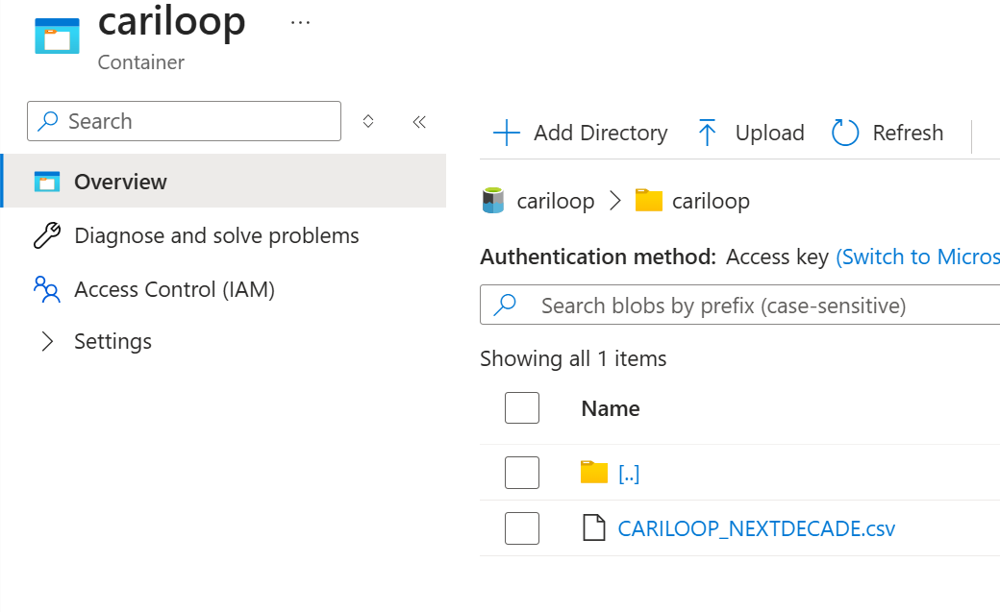 cariloop ...
Container
Search
Add Directory Upload Refresh
Overview
cariloop > cariloop
Diagnose and solve problems
Authentication method: Access key (Switch to Micros
Access Control (IAM)
Search blobs by prefix (case-sensitive)
Settings
Showing all 1 items
Name
[..]
CARILOOP_NEXTDECADE.csv